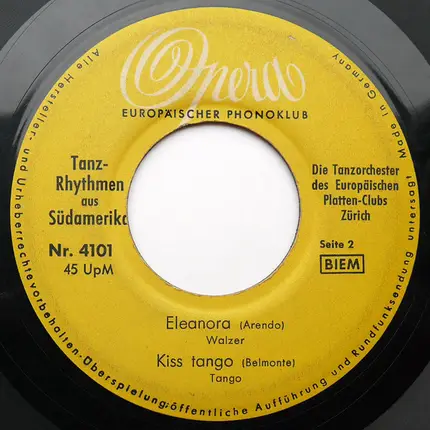 Opera
EUROPÄISCHER PHONOKLUB
Tanz-
Rhythmen
aus
Südamerika
Nr. 4101
45 UpM
Die Tanzorchester
des Europäischen
Platten-Clubs
Zürich
Seite 2
BIEM
Eleanora (Arendo)
Walzer
Kiss tango (Belmonte)
Tango
Alle Hersteller- und Urheberrechte vorbehalten-Überspielung-öffentliche Aufführung und Rundfunksendung untersagt
Made in Germany